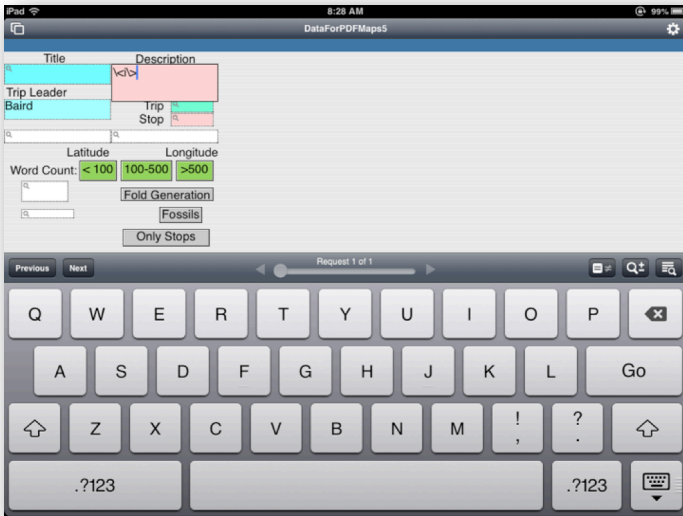 iPad 8:28 AM 99%
DataForPDFMaps5
Title Description
\<i\>
Trip Leader
Baird Trip
Stop
Latitude Longitude
Word Count: < 100 100-500 >500
Fold Generation
Fossils
Only Stops
Previous Next Request 1 of 1
Q W E R T Y U I O P
A S D F G H J K L Go
Z X C V B N M ! , ? .
.?123 .?123